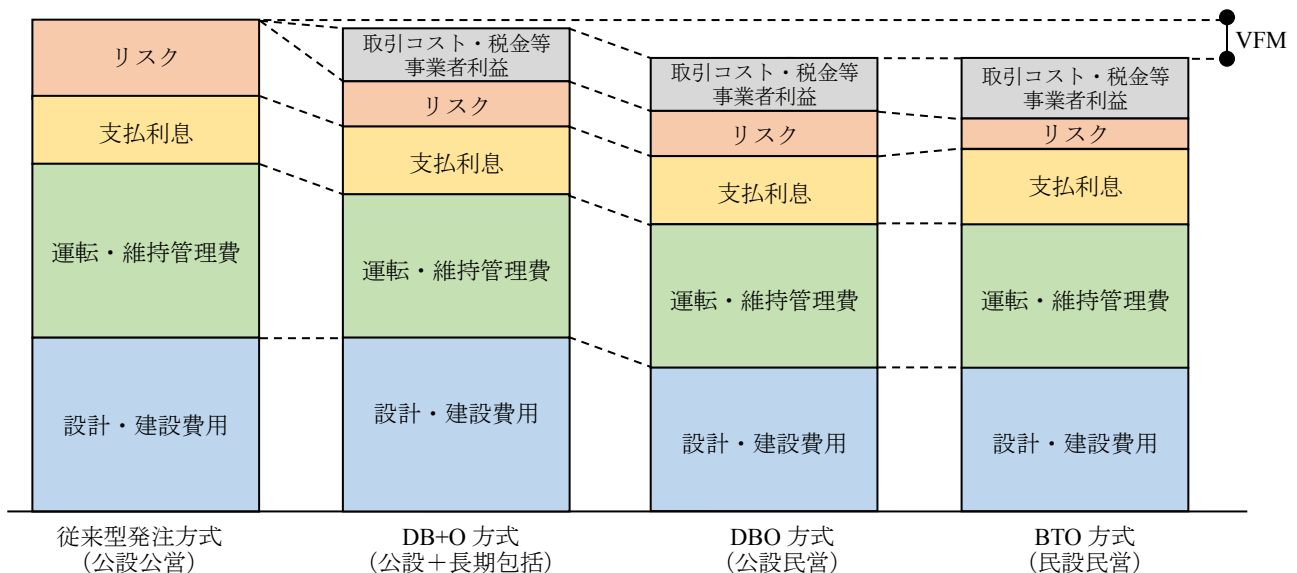 リスク
支払利息
運転・維持管理費
設計・建設費用
従来型発注方式
（公設公営）
取引コスト・税金等
事業者利益
リスク
支払利息
運転・維持管理費
設計・建設費用
DB+O 方式
（公設＋長期包括）
取引コスト・税金等
事業者利益
リスク
支払利息
運転・維持管理費
設計・建設費用
DBO 方式
（公設民営）
取引コスト・税金等
事業者利益
リスク
支払利息
運転・維持管理費
設計・建設費用
BTO 方式
（民設民営）
VFM